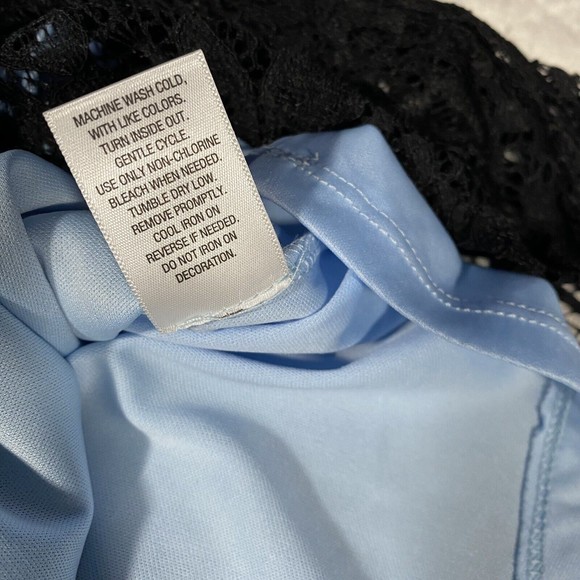 MACHINE WASH COLD,
WITH LIKE COLORS.
TURN INSIDE OUT.
GENTLE CYCLE.
USE ONLY NON-CHLORINE
BLEACH WHEN NEEDED.
TUMBLE DRY LOW.
REMOVE PROMPTLY.
COOL IRON ON
REVERSE IF NEEDED.
DO NOT IRON ON
DECORATION.